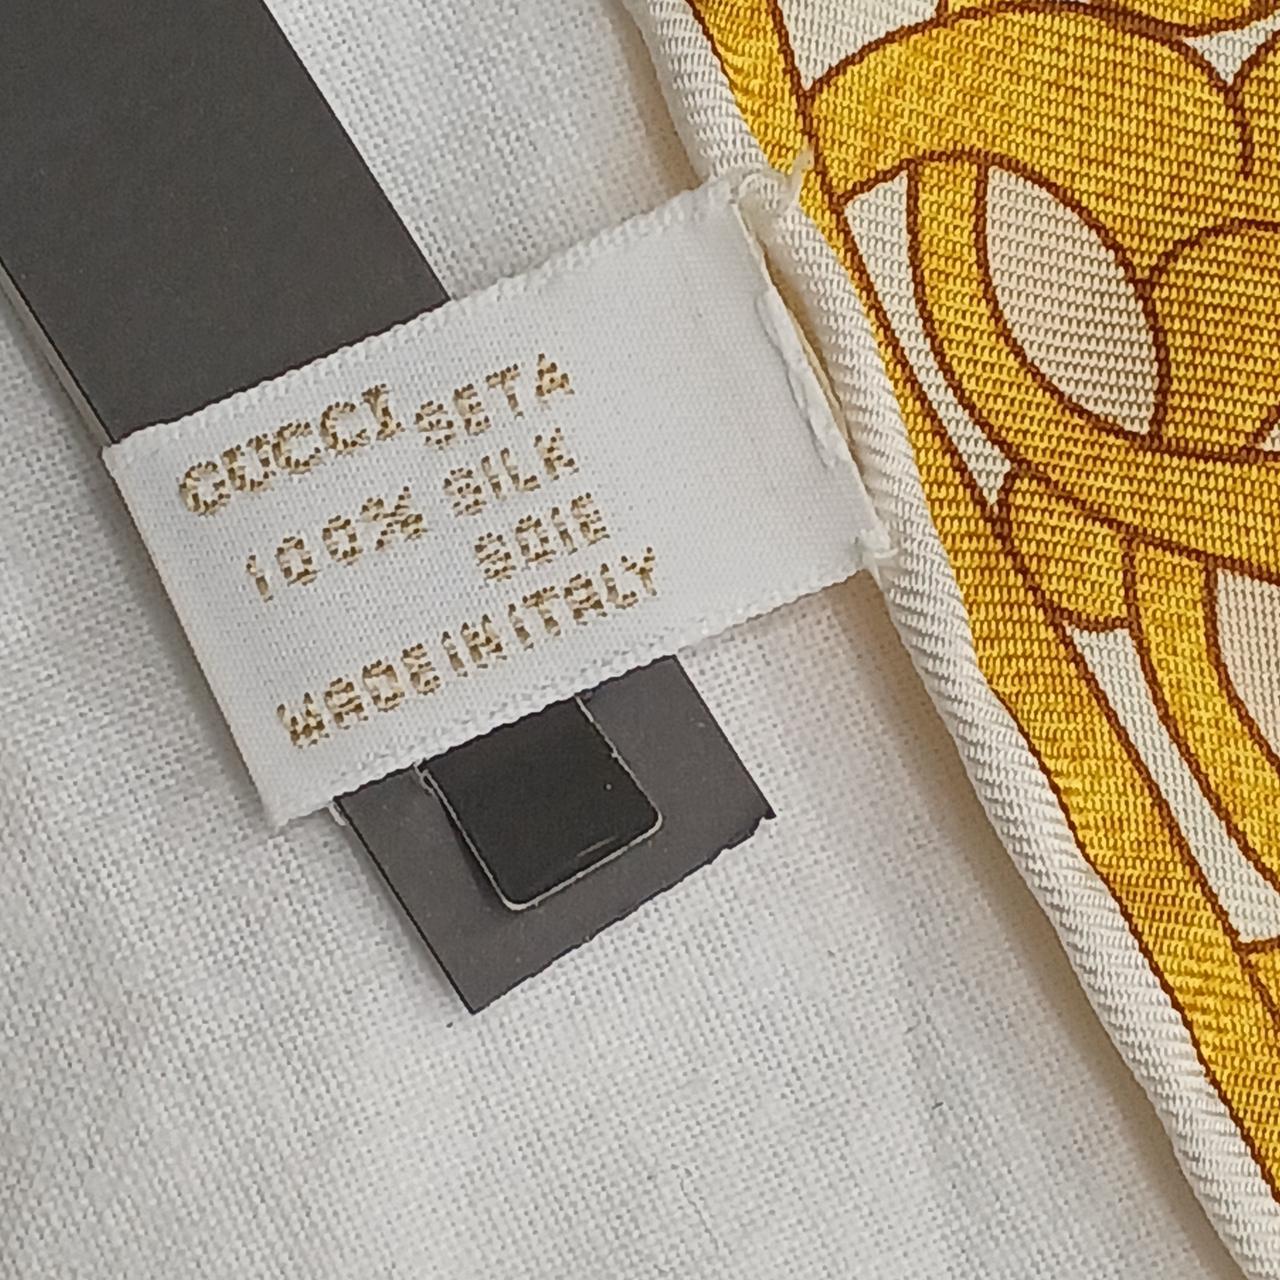 GUCCI SETA
100% SILK
SOIE
MADE IN ITALY